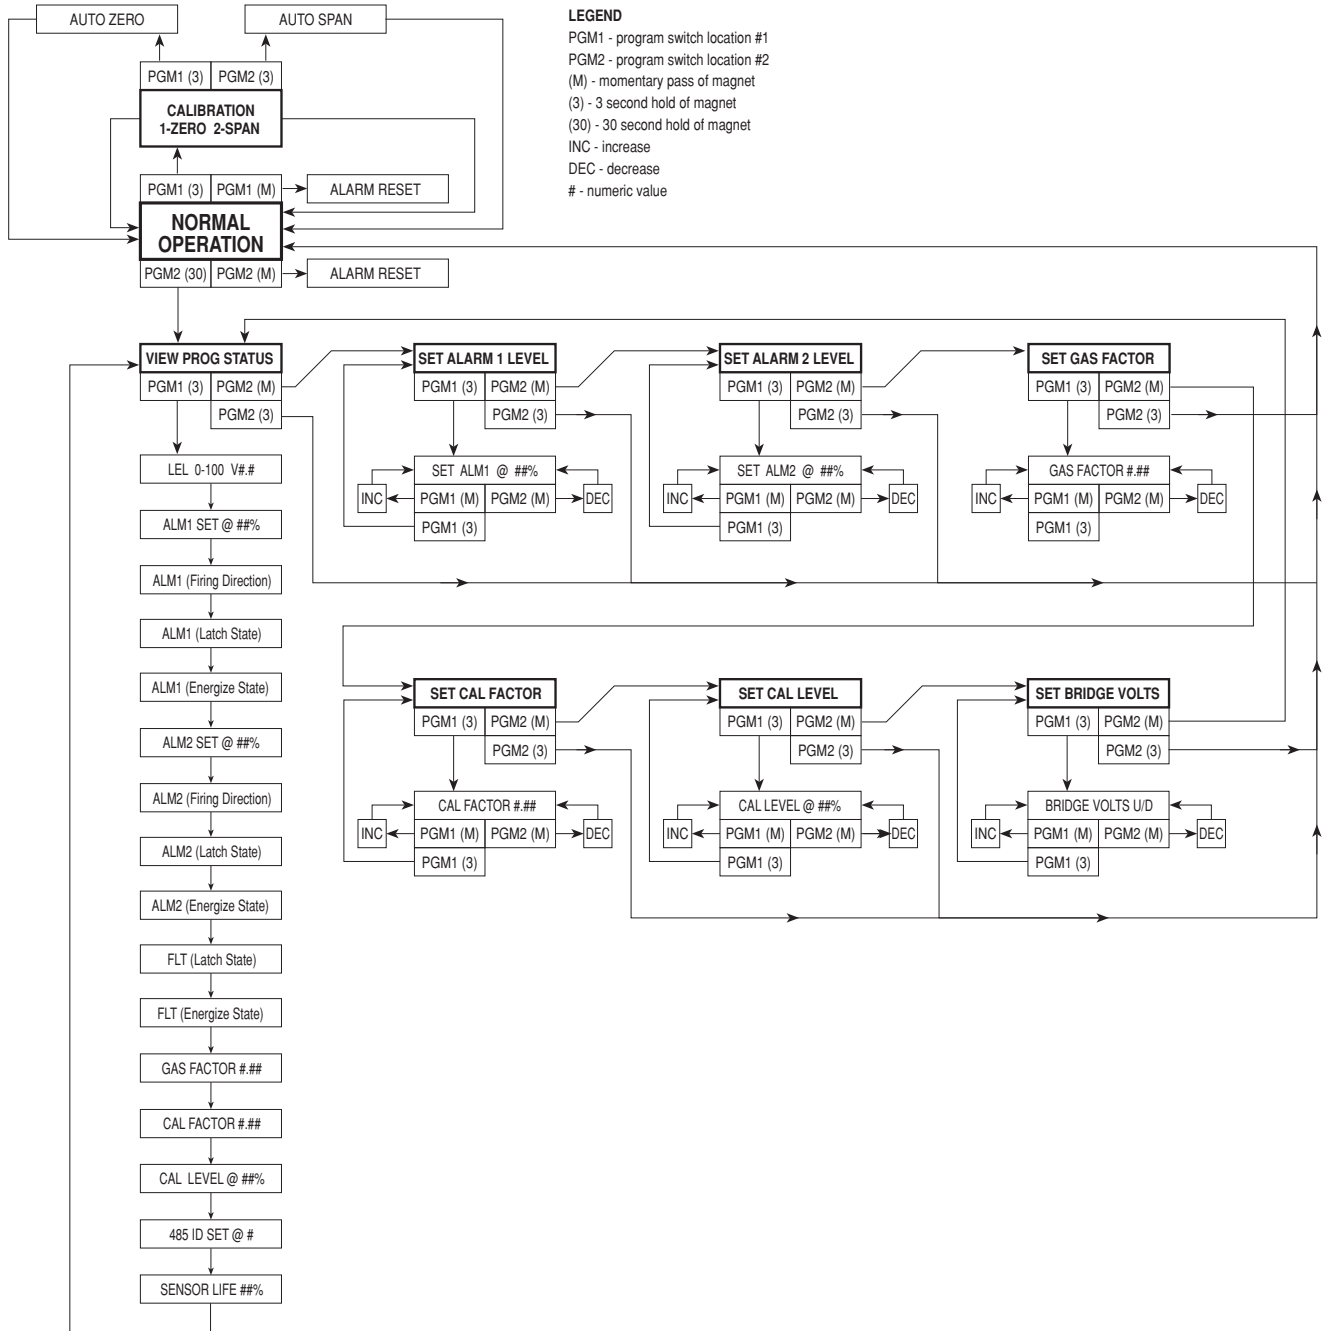 AUTO ZERO
AUTO SPAN
PGM1 (3) PGM2 (3)
CALIBRATION
1-ZERO 2-SPAN
PGM1 (3) PGM1 (M)
ALARM RESET
NORMAL
OPERATION
PGM2 (30) PGM2 (M)
ALARM RESET
LEGEND
PGM1 - program switch location #1
PGM2 - program switch location #2
(M) - momentary pass of magnet
(3) - 3 second hold of magnet
(30) - 30 second hold of magnet
INC - increase
DEC - decrease
# - numeric value
VIEW PROG STATUS
PGM1 (3) PGM2 (M)
PGM2 (3)
LEL 0-100 V#.#
ALM1 SET @ ##%
ALM1 (Firing Direction)
ALM1 (Latch State)
ALM1 (Energize State)
ALM2 SET @ ##%
ALM2 (Firing Direction)
ALM2 (Latch State)
ALM2 (Energize State)
FLT (Latch State)
FLT (Energize State)
GAS FACTOR #.##
CAL FACTOR #.##
CAL LEVEL @ ##%
485 ID SET @ #
SENSOR LIFE ##%
SET ALARM 1 LEVEL
PGM1 (3) PGM2 (M)
PGM2 (3)
SET ALM1 @ ##%
INC PGM1 (M) PGM2 (M) DEC
PGM1 (3)
SET ALARM 2 LEVEL
PGM1 (3) PGM2 (M)
PGM2 (3)
SET ALM2 @ ##%
INC PGM1 (M) PGM2 (M) DEC
PGM1 (3)
SET GAS FACTOR
PGM1 (3) PGM2 (M)
PGM2 (3)
GAS FACTOR #.##
INC PGM1 (M) PGM2 (M) DEC
PGM1 (3)
SET CAL FACTOR
PGM1 (3) PGM2 (M)
PGM2 (3)
CAL FACTOR #.##
INC PGM1 (M) PGM2 (M) DEC
PGM1 (3)
SET CAL LEVEL
PGM1 (3) PGM2 (M)
PGM2 (3)
CAL LEVEL @ ##%
INC PGM1 (M) PGM2 (M) DEC
PGM1 (3)
SET BRIDGE VOLTS
PGM1 (3) PGM2 (M)
PGM2 (3)
BRIDGE VOLTS U/D
INC PGM1 (M) PGM2 (M) DEC
PGM1 (3)